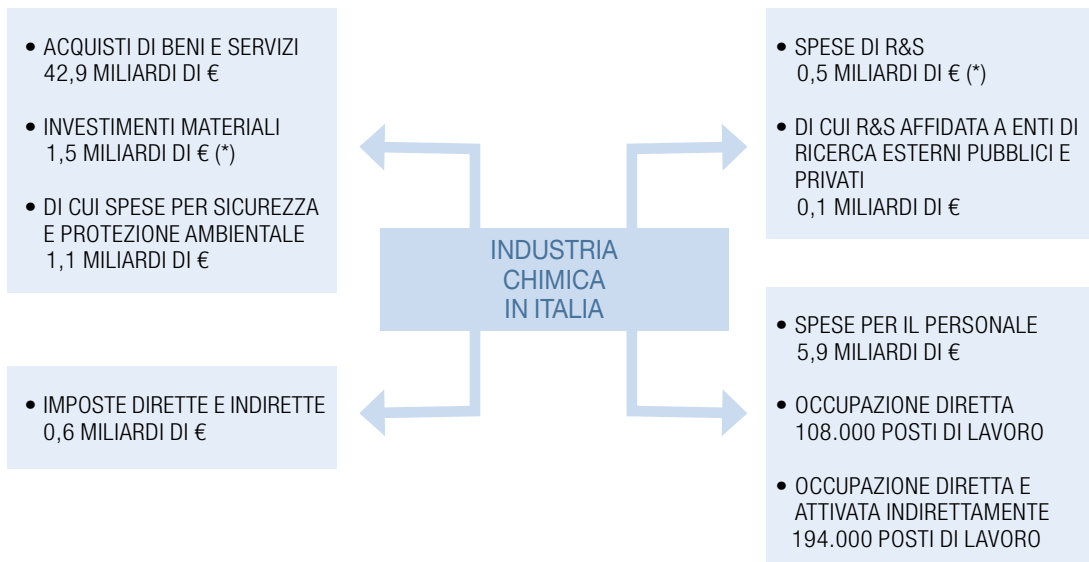 • ACQUISTI DI BENI E SERVIZI
42,9 MILIARDI DI €
• INVESTIMENTI MATERIALI
1,5 MILIARDI DI € (*)
• DI CUI SPESE PER SICUREZZA
E PROTEZIONE AMBIENTALE
1,1 MILIARDI DI €
• IMPOSTE DIRETTE E INDIRETTE
0,6 MILIARDI DI €
INDUSTRIA
CHIMICA
IN ITALIA
• SPESE DI R&S
0,5 MILIARDI DI € (*)
• DI CUI R&S AFFIDATA A ENTI DI
RICERCA ESTERNI PUBBLICI E
PRIVATI
0,1 MILIARDI DI €
• SPESE PER IL PERSONALE
5,9 MILIARDI DI €
• OCCUPAZIONE DIRETTA
108.000 POSTI DI LAVORO
• OCCUPAZIONE DIRETTA E
ATTIVATA INDIRETTAMENTE
194.000 POSTI DI LAVORO